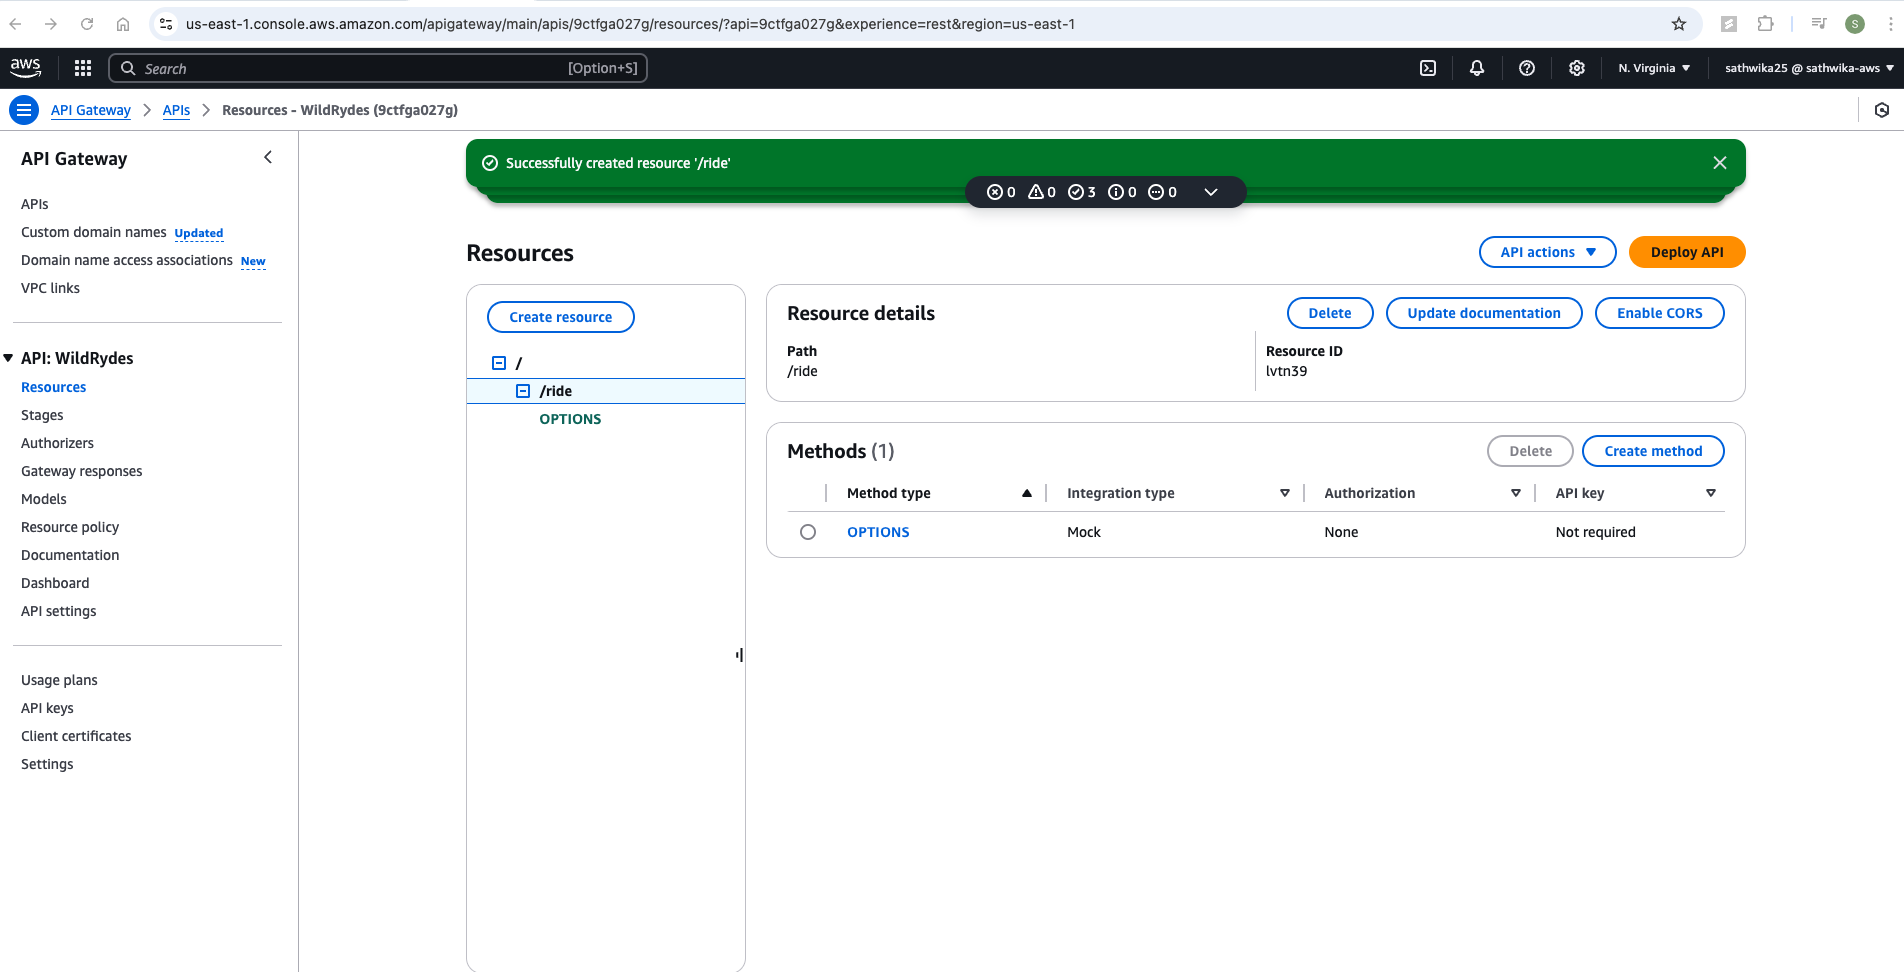 us-east-1.console.aws.amazon.com/apigateway/main/apis/9ctfga027g/resources/?api=9ctfga027g&experience=rest&region=us-east-1
S
aws
Search
[Option+S]
N. Virginia
sathwika25 @ sathwika-aws
API Gateway
APIs
Resources - WildRydes (9ctfga027g)
API Gateway
APIs
Custom domain names Updated
Domain name access associations New
VPC links
API: WildRydes
Resources
Stages
Authorizers
Gateway responses
Models
Resource policy
Documentation
Dashboard
API settings
Usage plans
API keys
Client certificates
Settings
Successfully created resource '/ride'
0 0 3 0 0
Resources
API actions
Deploy API
Create resource
/
/ride
OPTIONS
Resource details
Delete
Update documentation
Enable CORS
Path
/ride
Resource ID
lvtn39
Methods (1)
Delete
Create method
Method type Integration type Authorization API key
OPTIONS Mock None Not required